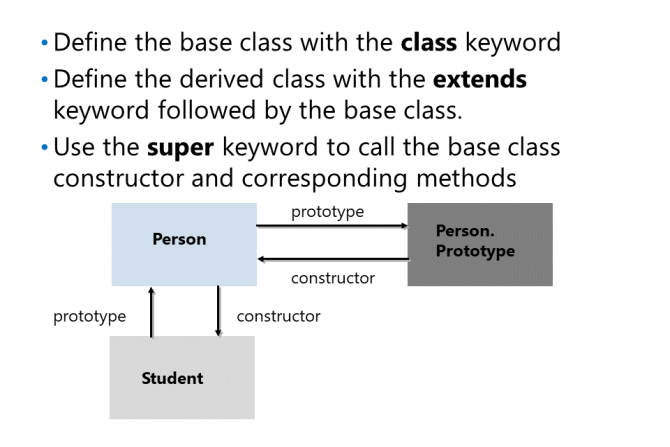 • Define the base class with the class keyword
• Define the derived class with the extends
keyword followed by the base class.
• Use the super keyword to call the base class
constructor and corresponding methods
prototype
Person
Person.
Prototype
constructor
prototype
constructor
Student